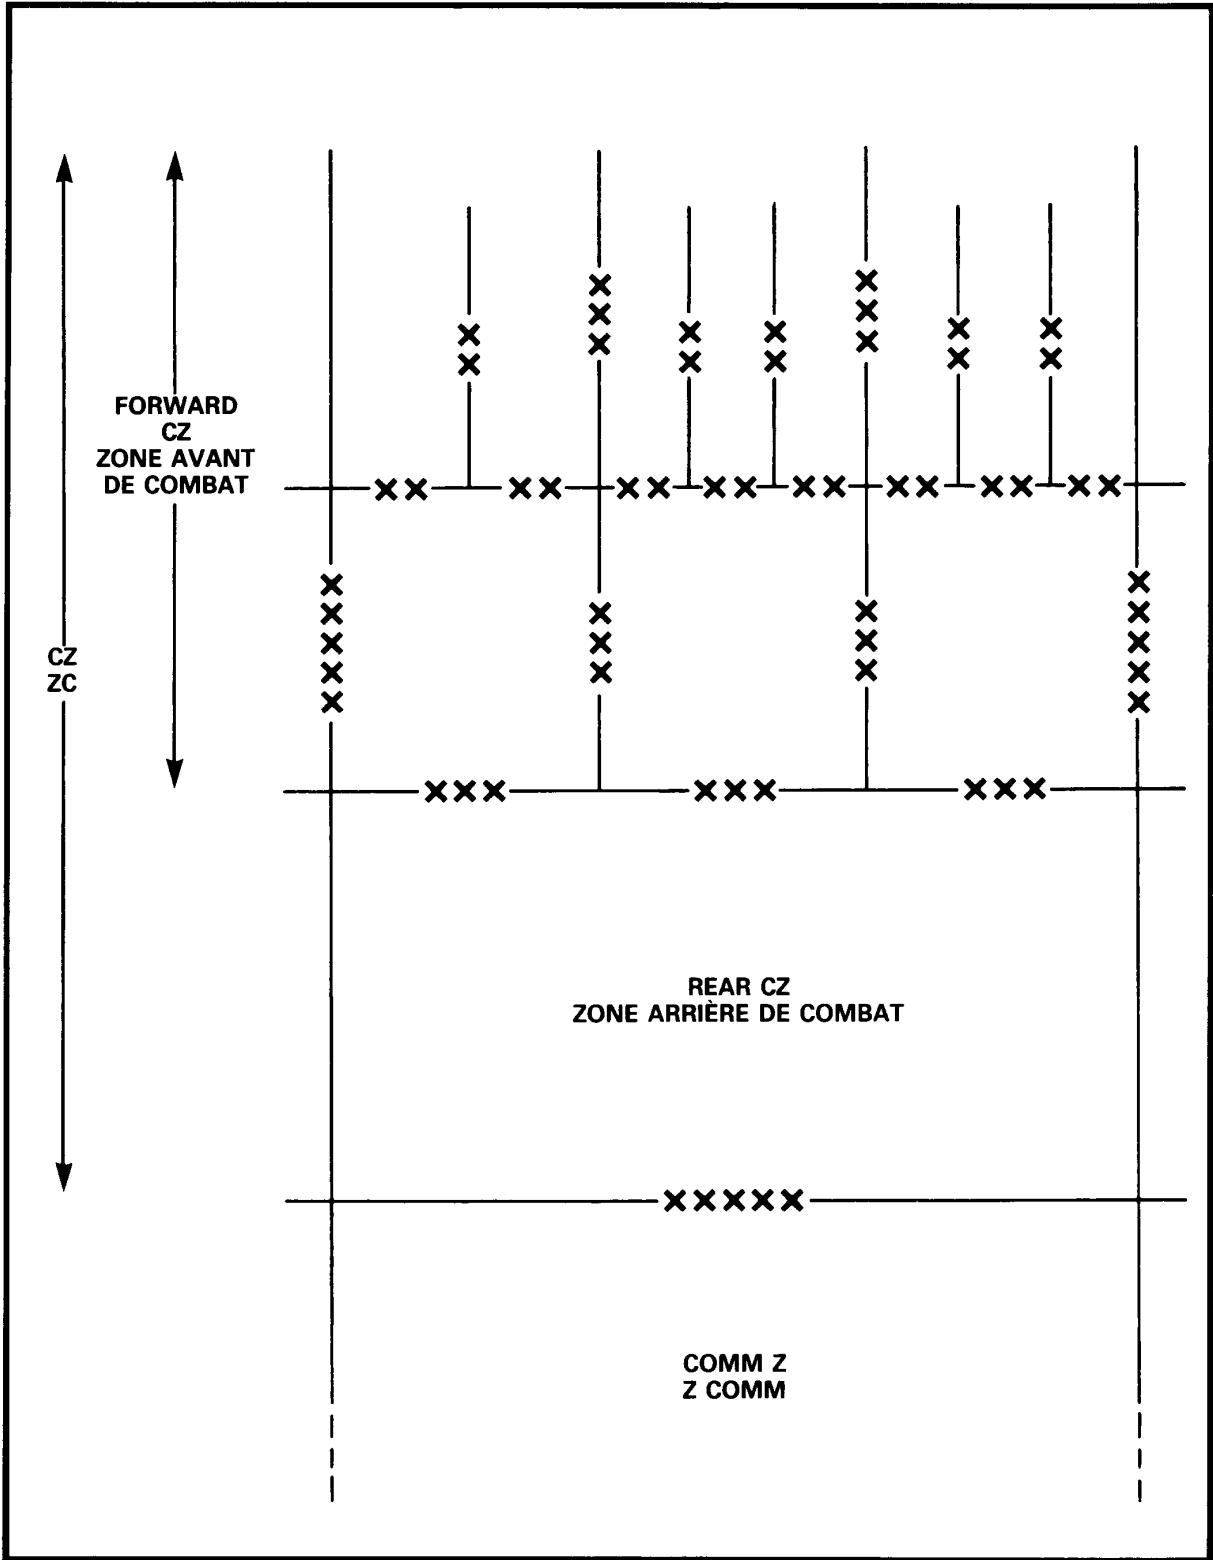 FORWARD
CZ
ZONE AVANT
DE COMBAT
CZ
ZC
REAR CZ
ZONE ARRIÈRE DE COMBAT
COMM Z
Z COMM